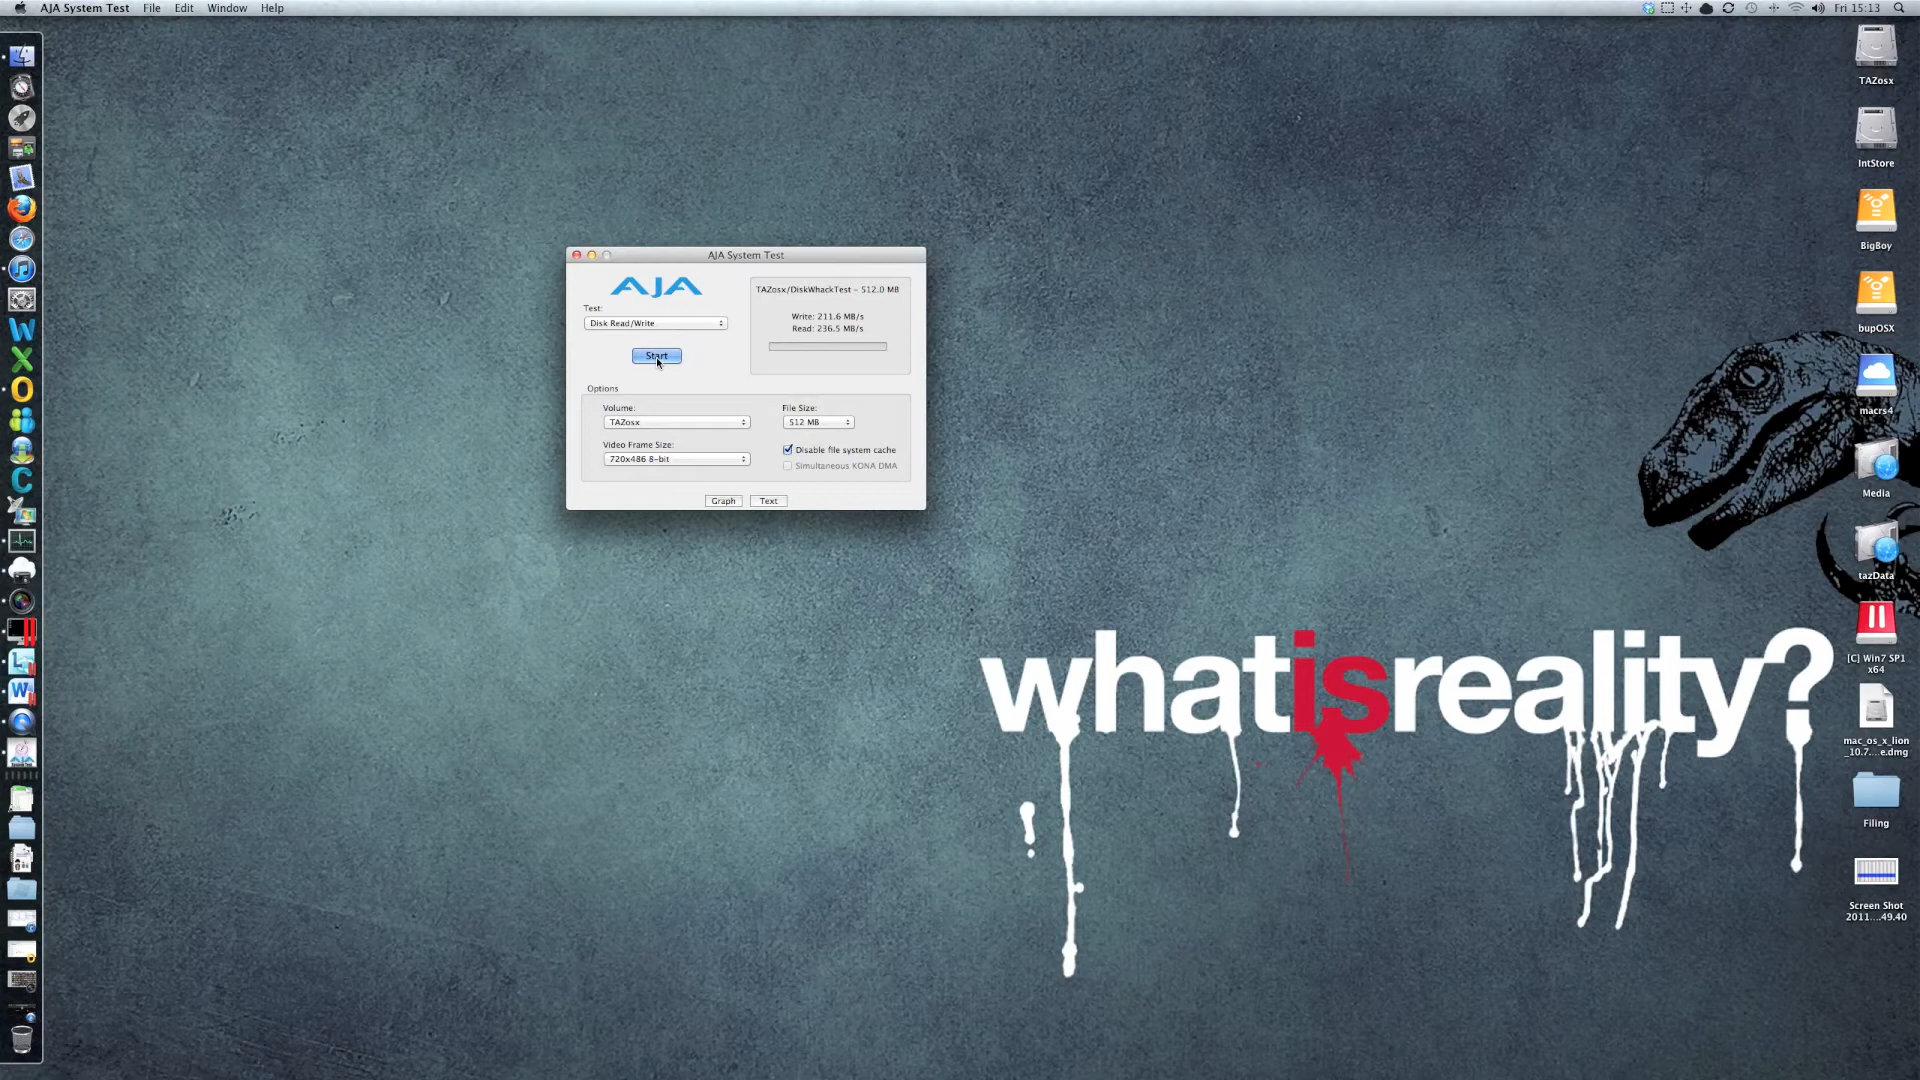 AJA System Test File Edit Window Help
Fri 15:13
TAZosx
IntStore
BigBoy
bupOSX
macrs4
Media
tazData
[C] Win7 SP1
x64
mac_os_x_lion
_10.7....e.dmg
Filing
Screen Shot
2011....49.40
AJA System Test
AJA
Test:
Disk Read/Write
Start
TAZosx/DiskWhackTest - 512.0 MB
Write: 211.6 MB/s
Read: 236.5 MB/s
Options
Volume:
TAZosx
File Size:
512 MB
Video Frame Size:
720x486 8-bit
Disable file system cache
Simultaneous KONA DMA
Graph Text
whatisreality?